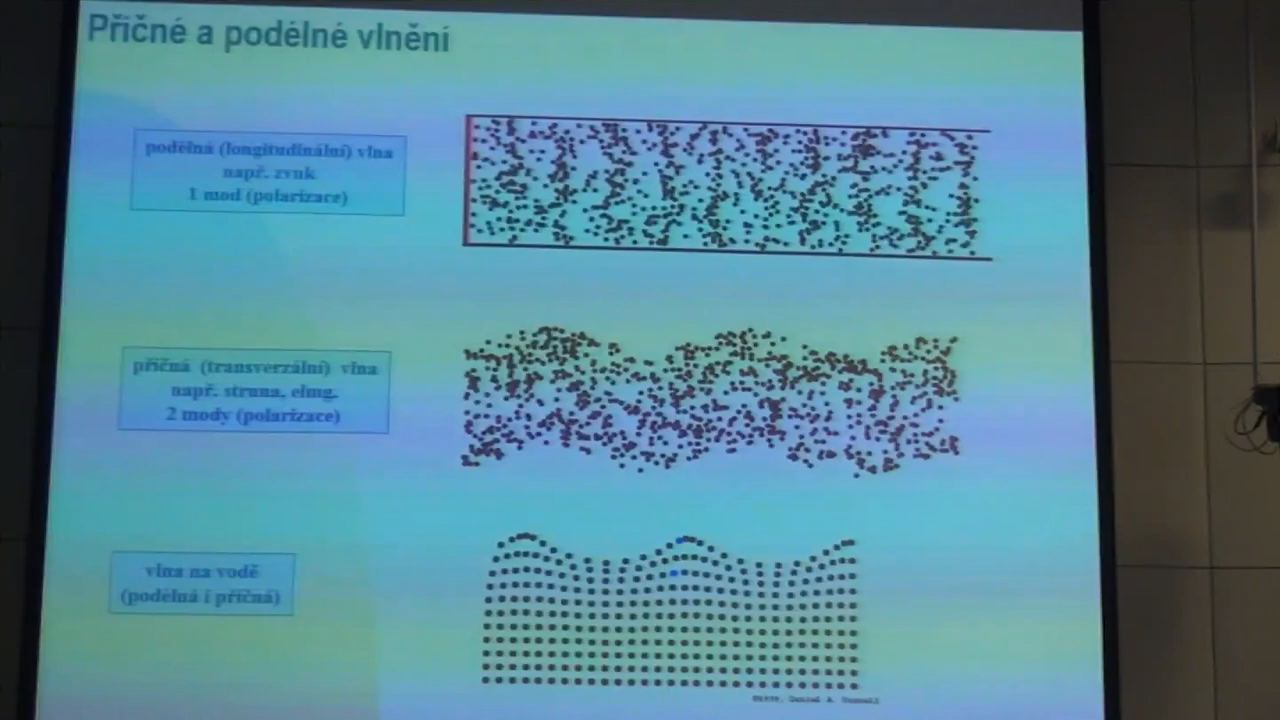 Příčné a podélné vlnění
podélná (longitudinální) vlna
např. zvuk
1 mod (polarizace)
příčná (transverzální) vlna
např. struna, elmg.
2 mody (polarizace)
vlna na vodě
(podélná i příčná)